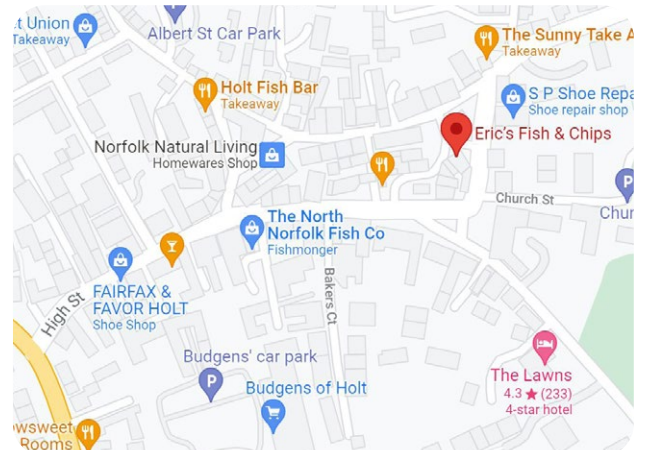 t Union
Takeaway
Albert St Car Park
The Sunny Take A
Takeaway
Holt Fish Bar
Takeaway
S P Shoe Repa
Shoe repair shop
Eric's Fish & Chips
Norfolk Natural Living
Homewares Shop
Church St
Chur
The North
Norfolk Fish Co
Fishmonger
FAIRFAX &
FAVOR HOLT
Shoe Shop
High St
Bakers Ct
Budgens' car park
Budgens of Holt
The Lawns
4.3 ★ (233)
4-star hotel
owsweet
Rooms
P
P